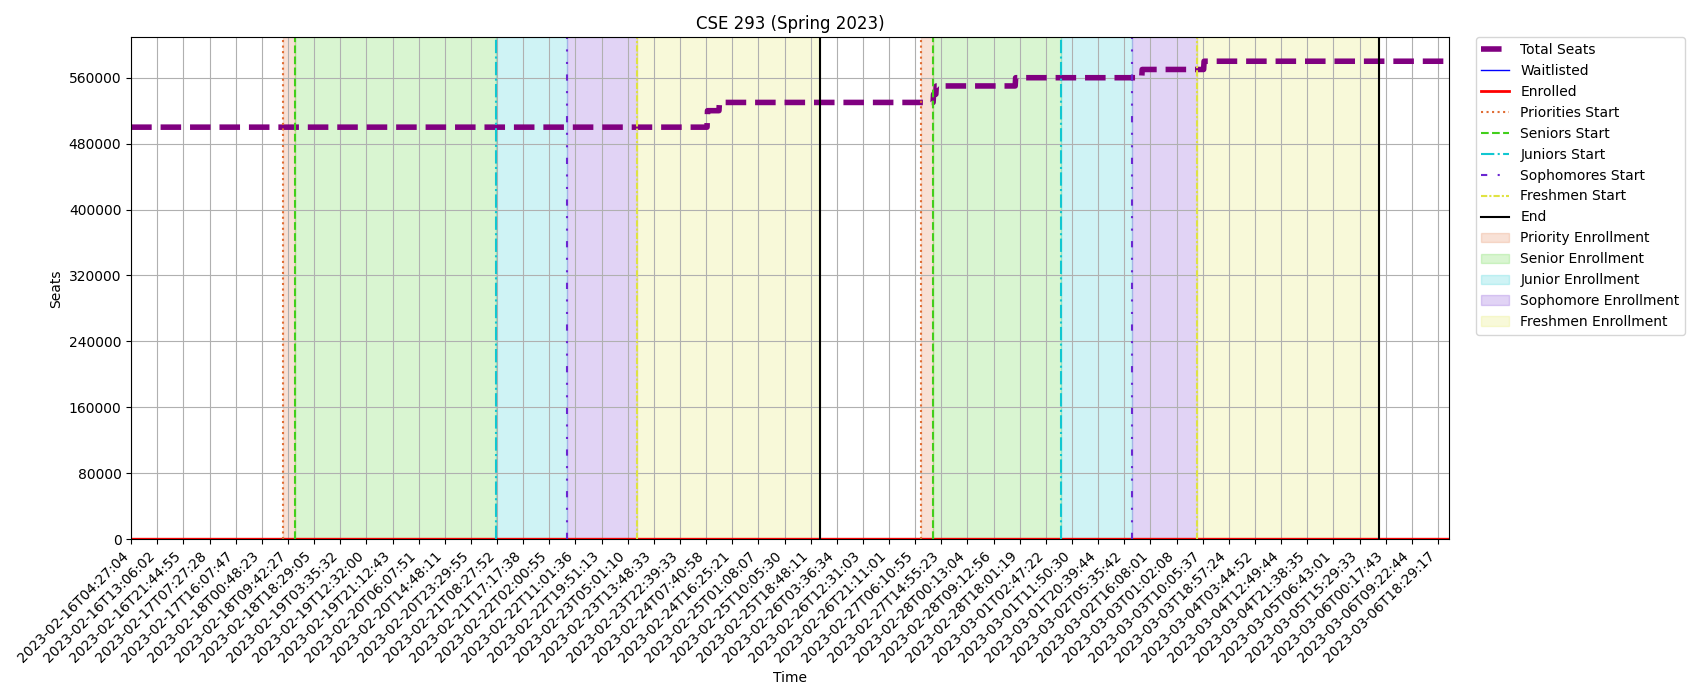 CSE 293 (Spring 2023)
Seats
560000
480000
400000
320000
240000
160000
80000
0
2023-02-16T04:27:04
2023-02-16T13:06:02
2023-02-16T21:44:55
2023-02-17T07:27:28
2023-02-17T16:07:47
2023-02-18T00:48:23
2023-02-18T09:42:27
2023-02-18T18:29:05
2023-02-19T03:35:32
2023-02-19T12:32:00
2023-02-19T21:12:43
2023-02-20T06:07:51
2023-02-20T14:48:11
2023-02-20T23:29:55
2023-02-21T08:27:52
2023-02-21T17:17:38
2023-02-22T02:00:55
2023-02-22T11:01:36
2023-02-22T19:51:13
2023-02-23T05:01:10
2023-02-23T13:48:33
2023-02-23T22:39:33
2023-02-24T07:40:58
2023-02-24T16:25:21
2023-02-25T01:08:07
2023-02-25T10:05:30
2023-02-25T18:48:11
2023-02-26T03:36:34
2023-02-26T12:31:03
2023-02-26T21:11:01
2023-02-27T06:10:55
2023-02-27T14:55:23
2023-02-28T00:13:04
2023-02-28T09:12:56
2023-02-28T18:01:19
2023-03-01T02:47:22
2023-03-01T11:50:30
2023-03-01T20:39:44
2023-03-02T05:35:42
2023-03-02T16:08:01
2023-03-03T01:02:08
2023-03-03T10:05:37
2023-03-03T18:57:24
2023-03-04T03:44:52
2023-03-04T12:49:44
2023-03-04T21:38:35
2023-03-05T06:43:01
2023-03-05T15:29:33
2023-03-06T00:17:43
2023-03-06T09:22:44
2023-03-06T18:29:17
Time
Total Seats
Waitlisted
Enrolled
Priorities Start
Seniors Start
Juniors Start
Sophomores Start
Freshmen Start
End
Priority Enrollment
Senior Enrollment
Junior Enrollment
Sophomore Enrollment
Freshmen Enrollment